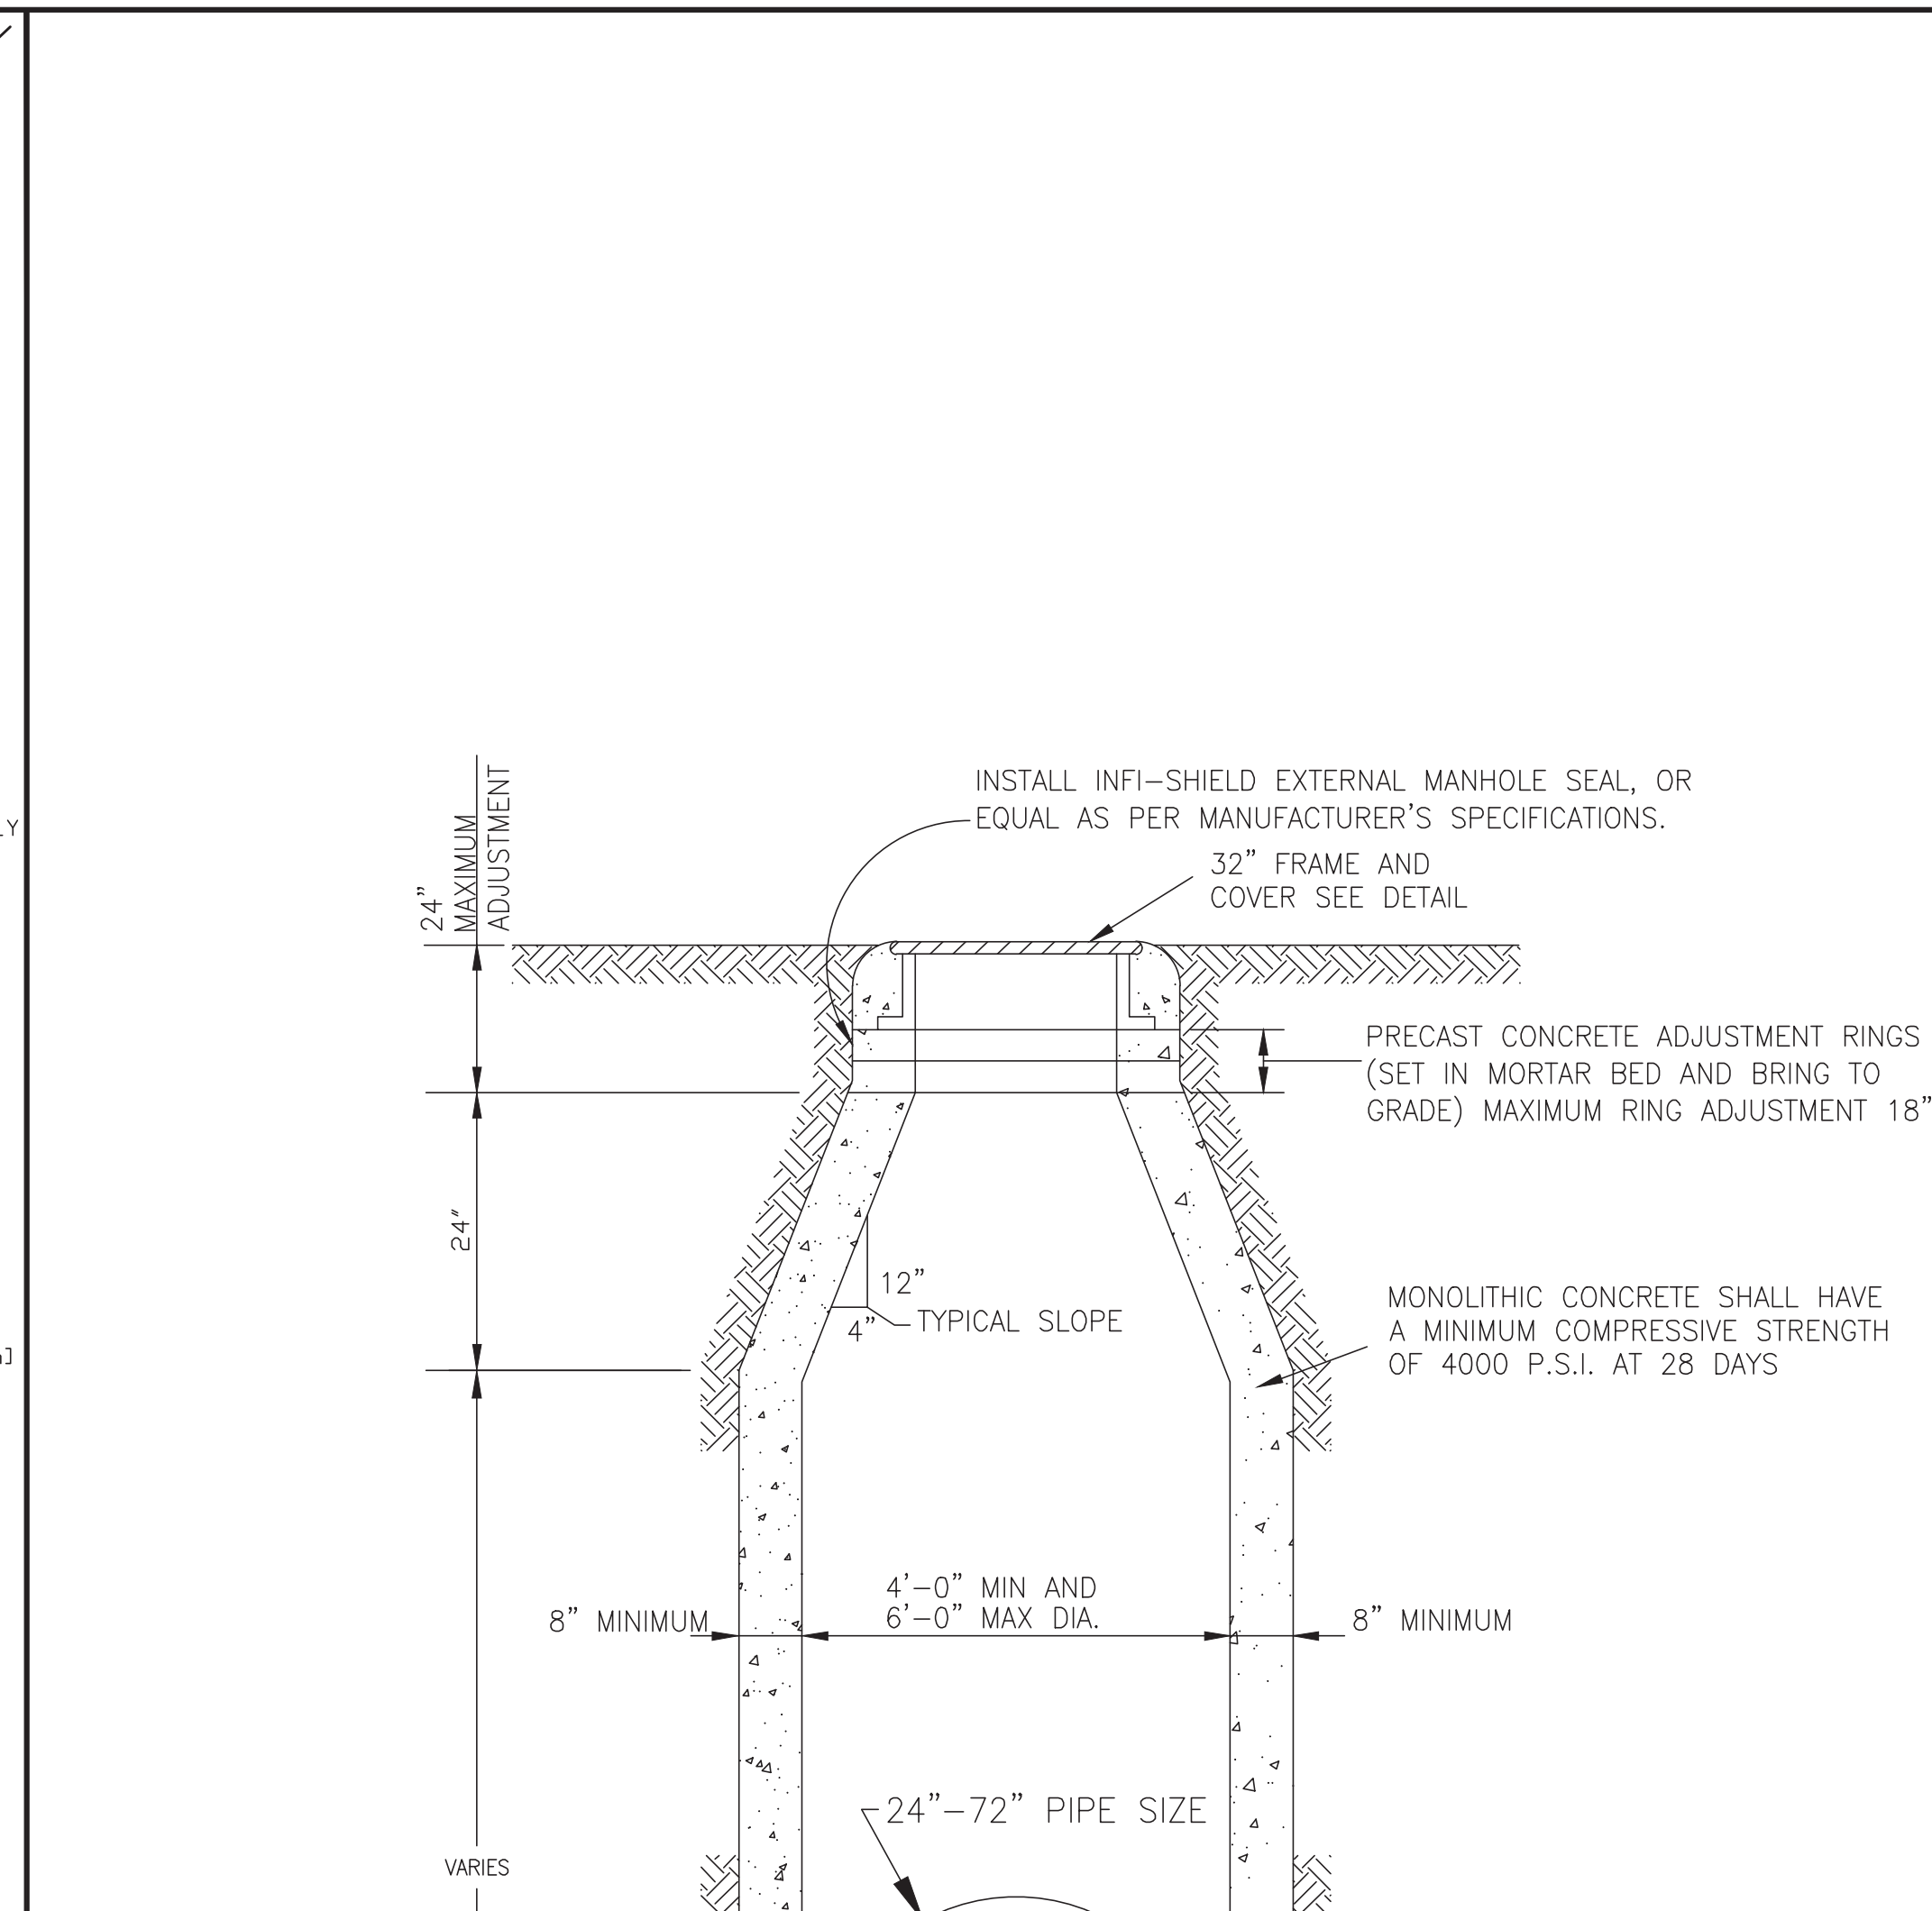 INSTALL INFI-SHIELD EXTERNAL MANHOLE SEAL, OR
EQUAL AS PER MANUFACTURER'S SPECIFICATIONS.
32" FRAME AND
COVER SEE DETAIL
24"
MAXIMUM
ADJUSTMENT
PRECAST CONCRETE ADJUSTMENT RINGS
(SET IN MORTAR BED AND BRING TO
GRADE) MAXIMUM RING ADJUSTMENT 18"
24"
12"
4"
TYPICAL SLOPE
MONOLITHIC CONCRETE SHALL HAVE
A MINIMUM COMPRESSIVE STRENGTH
OF 4000 P.S.I. AT 28 DAYS
4'-0" MIN AND
6'-0" MAX DIA.
8" MINIMUM
8" MINIMUM
24"-72" PIPE SIZE
VARIES